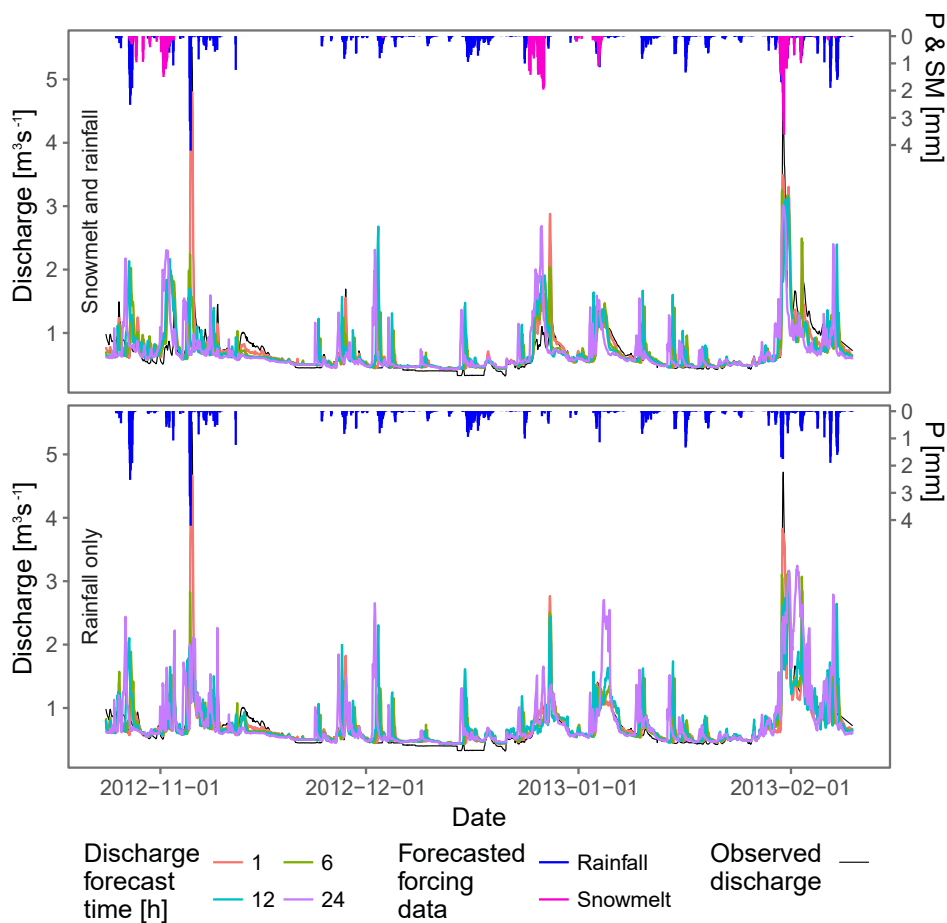 P & SM [mm]
0
1
2
3
4
5
4
3
2
1
Discharge [m³s⁻¹]
Snowmelt and rainfall
P [mm]
0
1
2
3
4
5
4
3
2
1
Discharge [m³s⁻¹]
Rainfall only
2012−11−01 2012−12−01 2013−01−01 2013−02−01
Date
Discharge
forecast
time [h]
1 6
12 24
Forecasted
forcing
data
Rainfall
Snowmelt
Observed
discharge